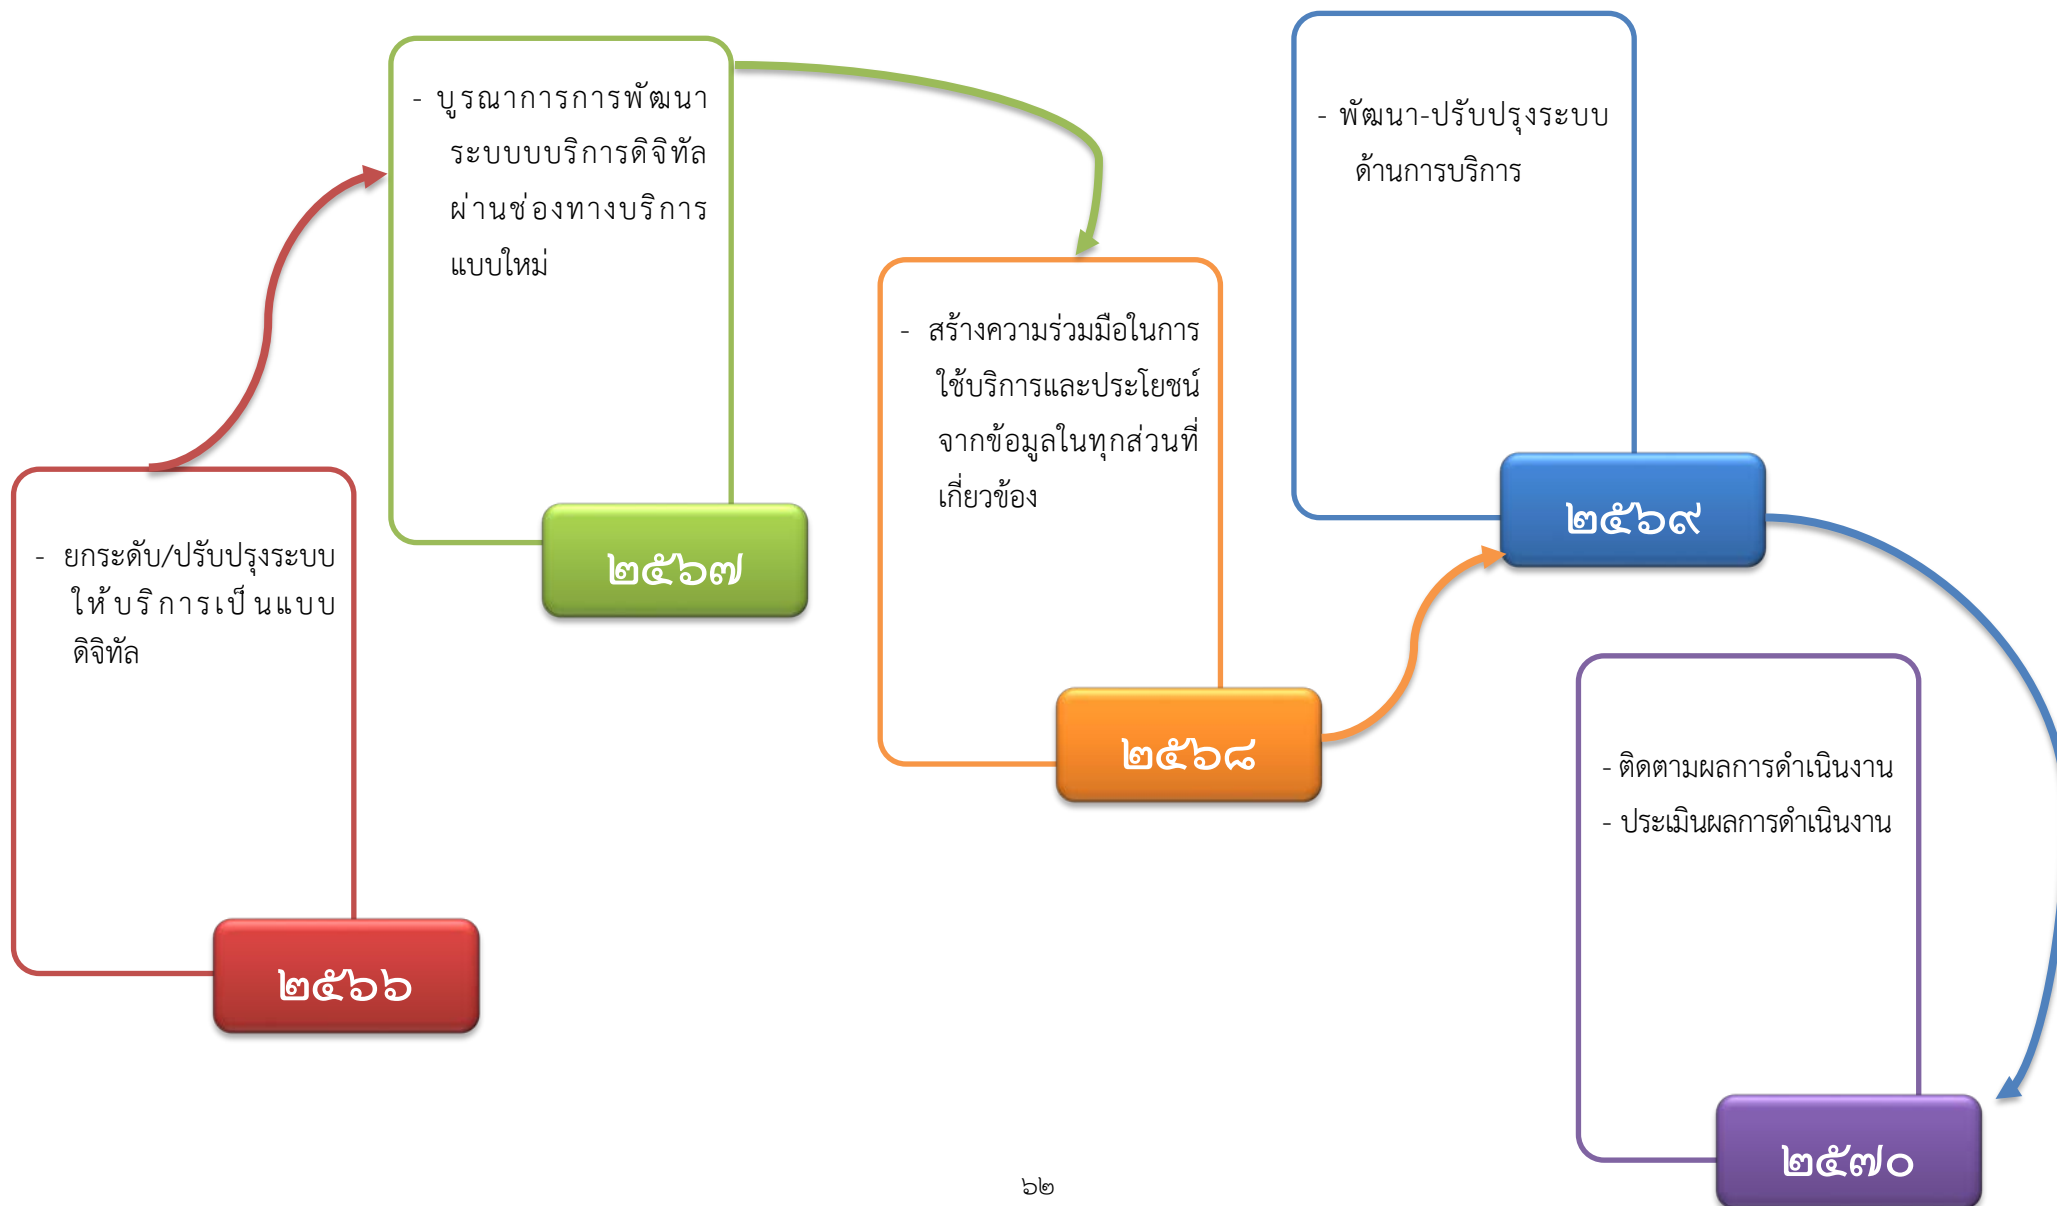 - ยกระดับ/ปรับปรุงระบบ
ให้บริการเป็นแบบ
ดิจิทัล
๒๕๖๖
- บูรณาการการพัฒนา
ระบบบบริการดิจิทัล
ผ่านช่องทางบริการ
แบบใหม่
๒๕๖๗
- สร้างความร่วมมือในการ
ใช้บริการและประโยชน์
จากข้อมูลในทุกส่วนที่
เกี่ยวข้อง
๒๕๖๘
- พัฒนา-ปรับปรุงระบบ
ด้านการบริการ
๒๕๖๙
- ติดตามผลการดำเนินงาน
- ประเมินผลการดำเนินงาน
๒๕๗๐
๖๒